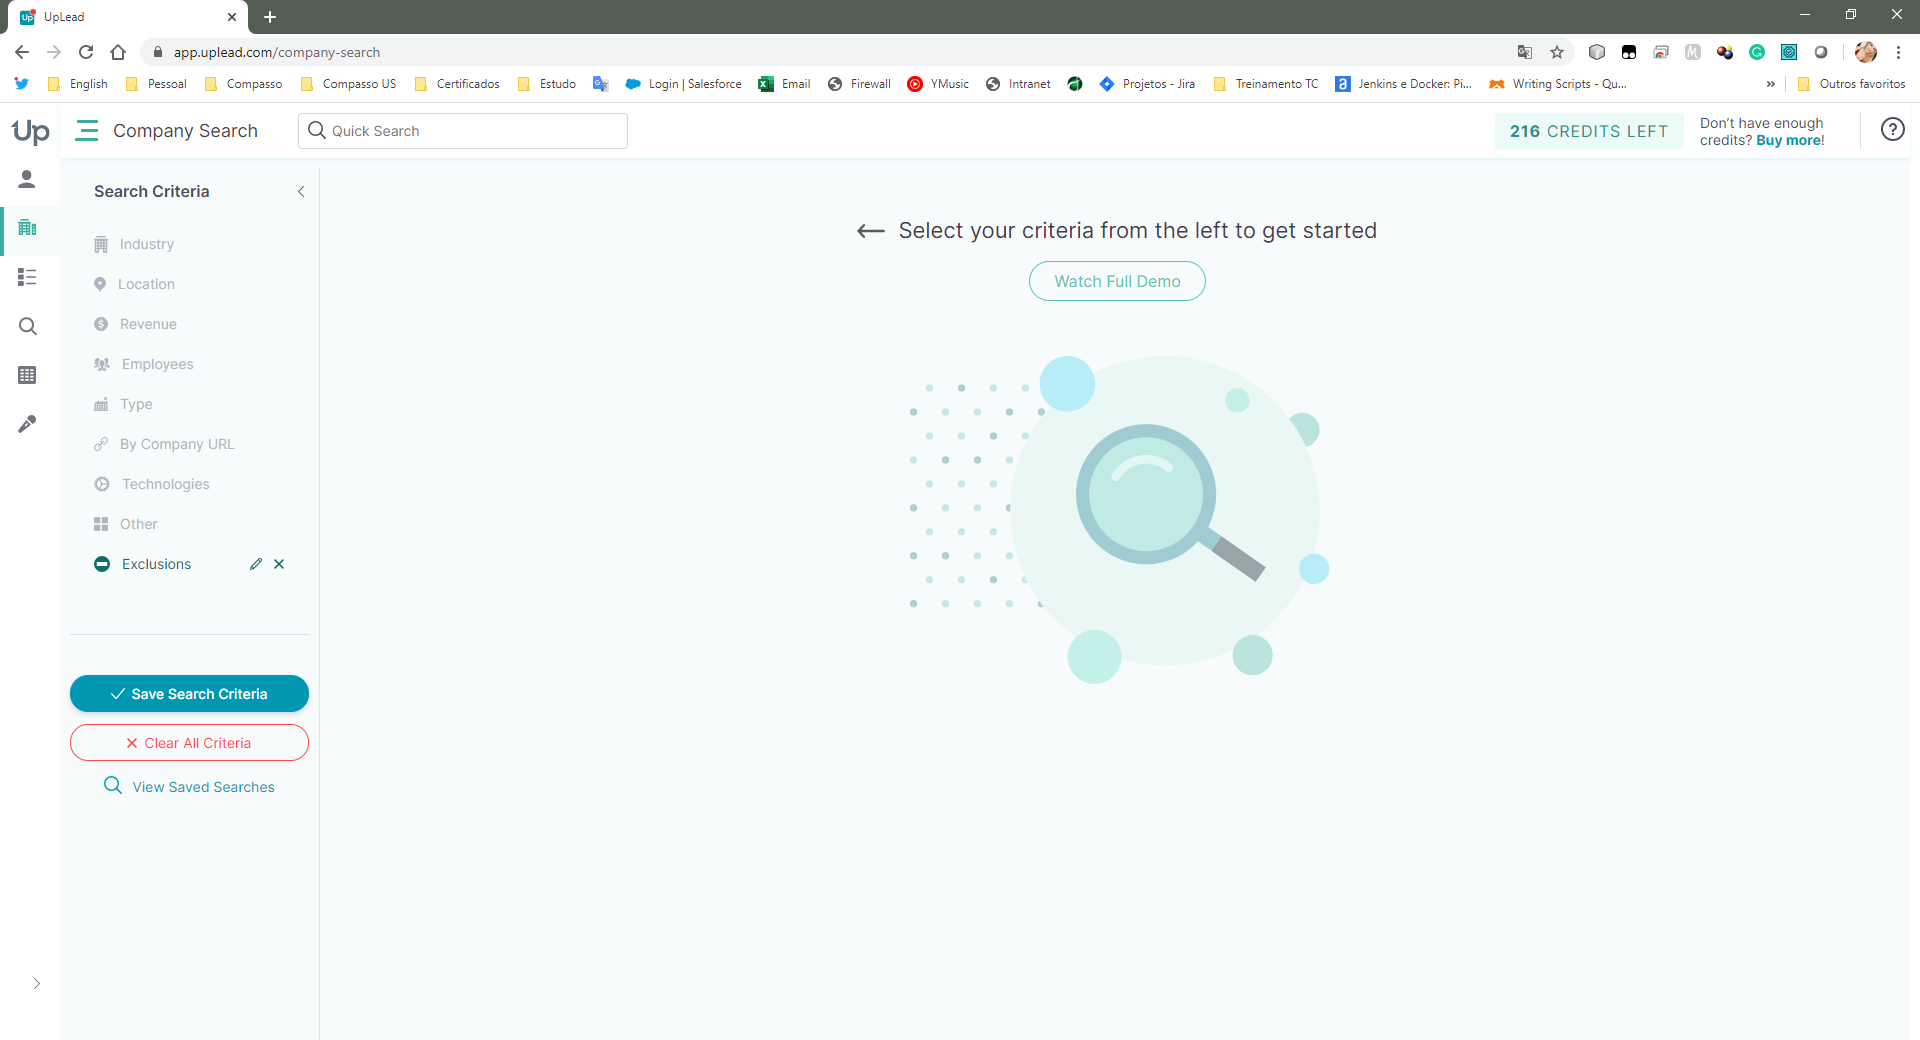 UpLead
app.uplead.com/company-search
English
Pessoal
Compasso
Compasso US
Certificados
Estudo
Login | Salesforce
Email
Firewall
YMusic
Intranet
Projetos - Jira
Treinamento TC
Jenkins e Docker: Pi...
Writing Scripts - Qu...
»
Outros favoritos
Up
Company Search
Quick Search
216 CREDITS LEFT
Don't have enough
credits? Buy more!
Search Criteria
Industry
Location
Revenue
Employees
Type
By Company URL
Technologies
Other
Exclusions
Save Search Criteria
Clear All Criteria
View Saved Searches
Select your criteria from the left to get started
Watch Full Demo